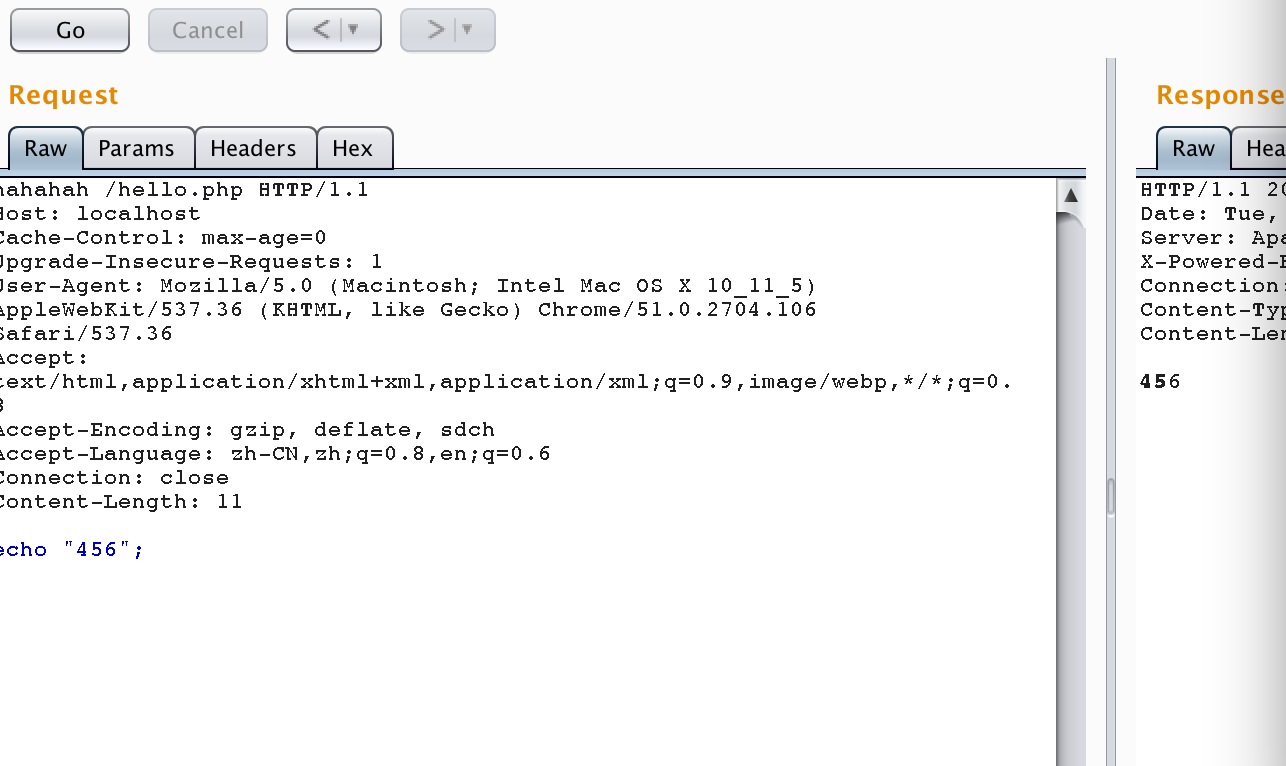 Go
Cancel
<
>
Request
Raw
Params
Headers
Hex
hahahah /hello.php HTTP/1.1
Host: localhost
Cache-Control: max-age=0
Upgrade-Insecure-Requests: 1
User-Agent: Mozilla/5.0 (Macintosh; Intel Mac OS X 10_11_5)
AppleWebKit/537.36 (KHTML, like Gecko) Chrome/51.0.2704.106
Safari/537.36
Accept:
text/html,application/xhtml+xml,application/xml;q=0.9,image/webp,*/*;q=0.
8
Accept-Encoding: gzip, deflate, sdch
Accept-Language: zh-CN,zh;q=0.8,en;q=0.6
Connection: close
Content-Length: 11
echo "456";
Response
Raw
Hea
HTTP/1.1 20
Date: Tue,
Server: Apa
X-Powered-
Connection:
Content-Typ
Content-Len
456